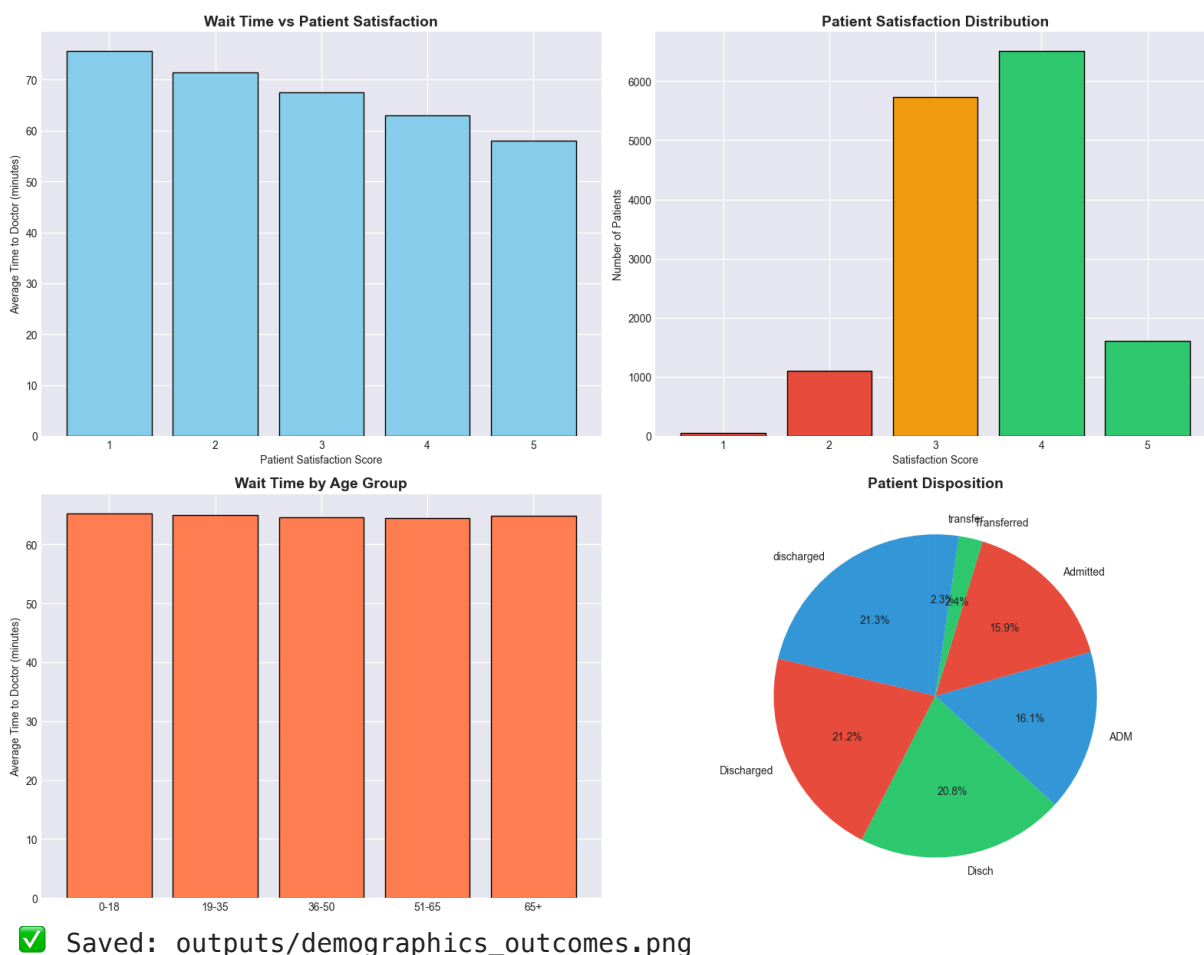 Wait Time vs Patient Satisfaction
Average Time to Doctor (minutes)
70
60
50
40
30
20
10
0
1 2 3 4 5
Patient Satisfaction Score
Patient Satisfaction Distribution
Number of Patients
6000
5000
4000
3000
2000
1000
0
1 2 3 4 5
Satisfaction Score
Wait Time by Age Group
Average Time to Doctor (minutes)
60
50
40
30
20
10
0
0-18 19-35 36-50 51-65 65+
Patient Disposition
transfer
Transferred
discharged
Admitted
2.3%
2.4%
21.3%
15.9%
16.1%
ADM
21.2%
Discharged
20.8%
Disch
✅ Saved: outputs/demographics_outcomes.png